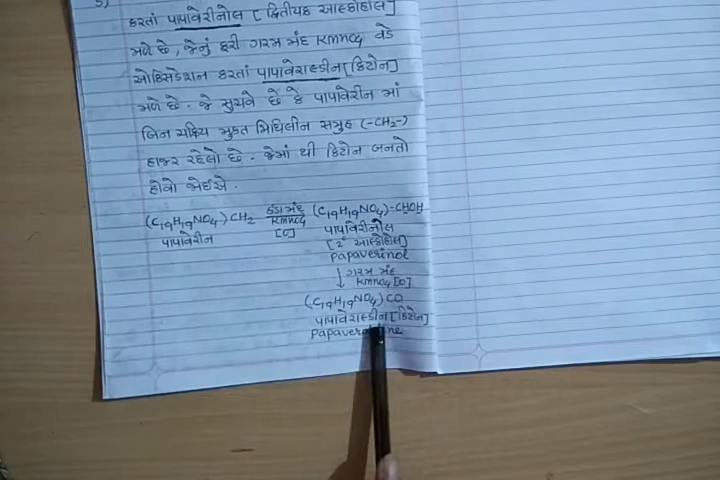 5)
કરતાં પાપાવેરીનોલ [દ્વિતીયક આલ્કોહોલ]
મળે છે, જેનું ફરી ગરમ મંદ KMnO4 વડે
ઓક્સિડેશન કરતાં પાપાવેરાલ્ડીન [કિટોન]
મળે છે. જે સુચવે છે કે પાપાવેરીન માં
બિન સક્રિય મુક્ત મિથિલીન સમુહ (-CH2-)
હાજર રહેલો છે. જેમાં થી કિટોન બનતો
હોવો જોઈએ.
(C19H19NO4) CH2 ઠંડા મંદ KMnO4 [O] (C19H19NO4)-CHOH
પાપાવેરીન પાપાવેરીનોલ
[2° આલ્કોહોલ]
Papaverinol
↓ ગરમ મંદ KMnO4 [O]
(C19H19NO4) CO
પાપાવેરાલ્ડીન [કિટોન]